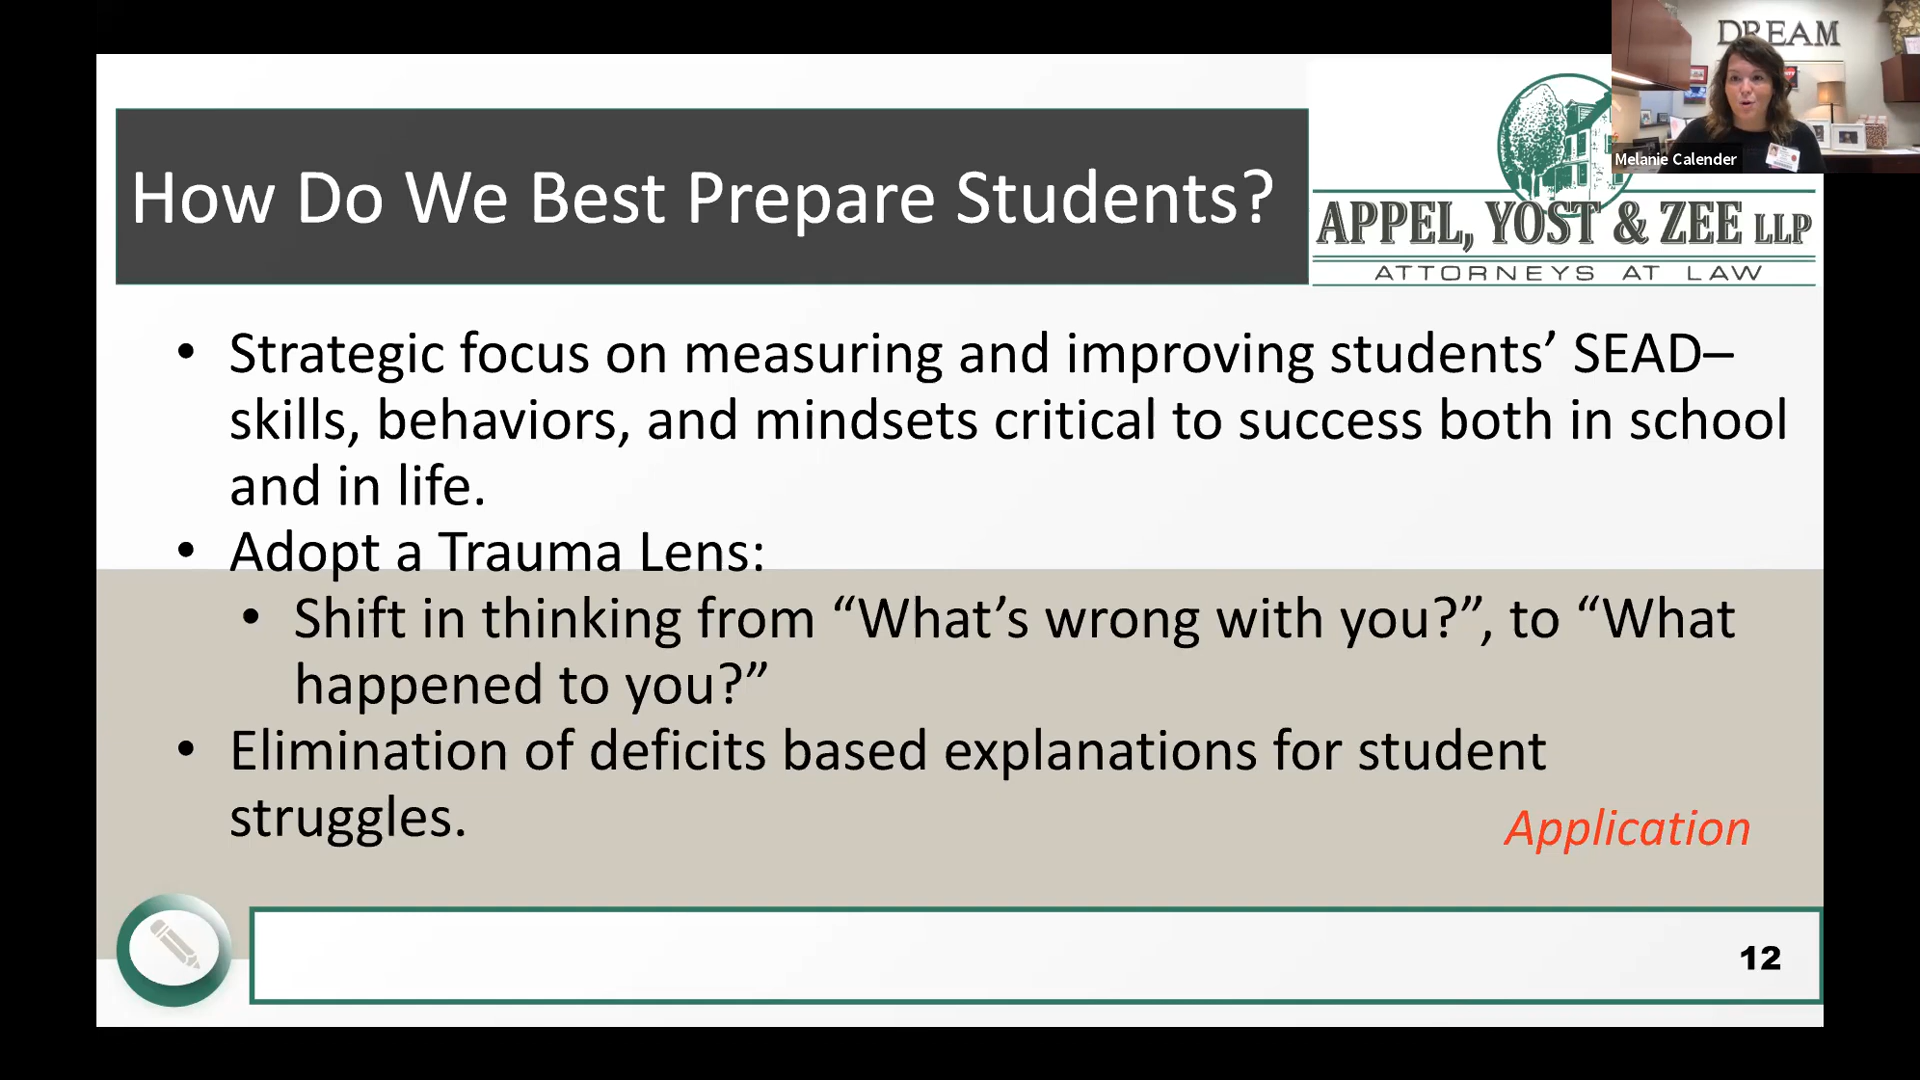 DREAM
Melanie Calender
How Do We Best Prepare Students?
APPEL, YOST & ZEE LLP
ATTORNEYS AT LAW
• Strategic focus on measuring and improving students’ SEAD–
skills, behaviors, and mindsets critical to success both in school
and in life.
• Adopt a Trauma Lens:
• Shift in thinking from “What’s wrong with you?”, to “What
happened to you?”
• Elimination of deficits based explanations for student
struggles.
Application
12